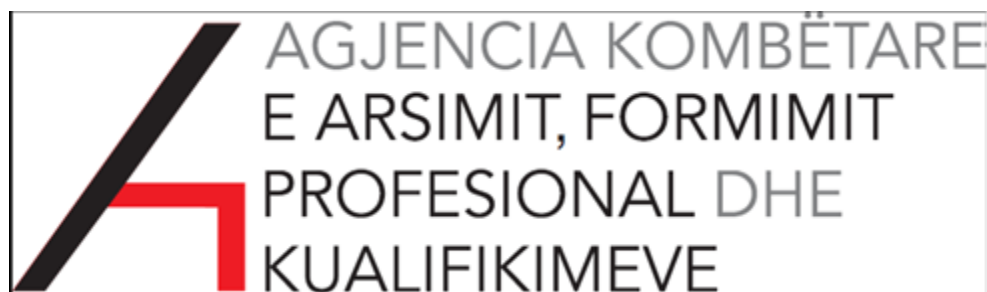 AGJENCIA KOMBËTARE
E ARSIMIT, FORMIMIT
PROFESIONAL DHE
KUALIFIKIMEVE